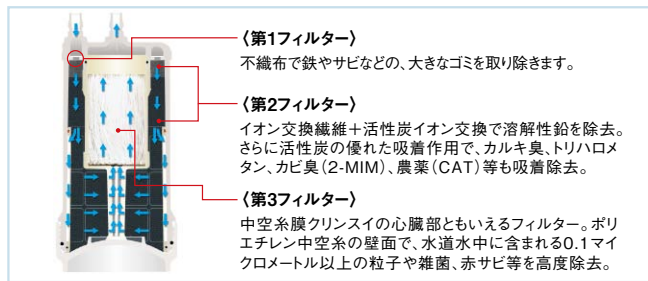 〈第1フィルター〉
不織布で鉄やサビなどの、大きなゴミを取り除きます。
〈第2フィルター〉
イオン交換繊維＋活性炭イオン交換で溶解性鉛を除去。
さらに活性炭の優れた吸着作用で、カルキ臭、トリハロメ
タン、カビ臭(2-MIM)、農薬(CAT)等も吸着除去。
〈第3フィルター〉
中空糸膜クリンスイの心臓部ともいえるフィルター。ポリ
エチレン中空糸の壁面で、水道水中に含まれる0.1マイ
クロメートル以上の粒子や雑菌、赤サビ等を高度除去。